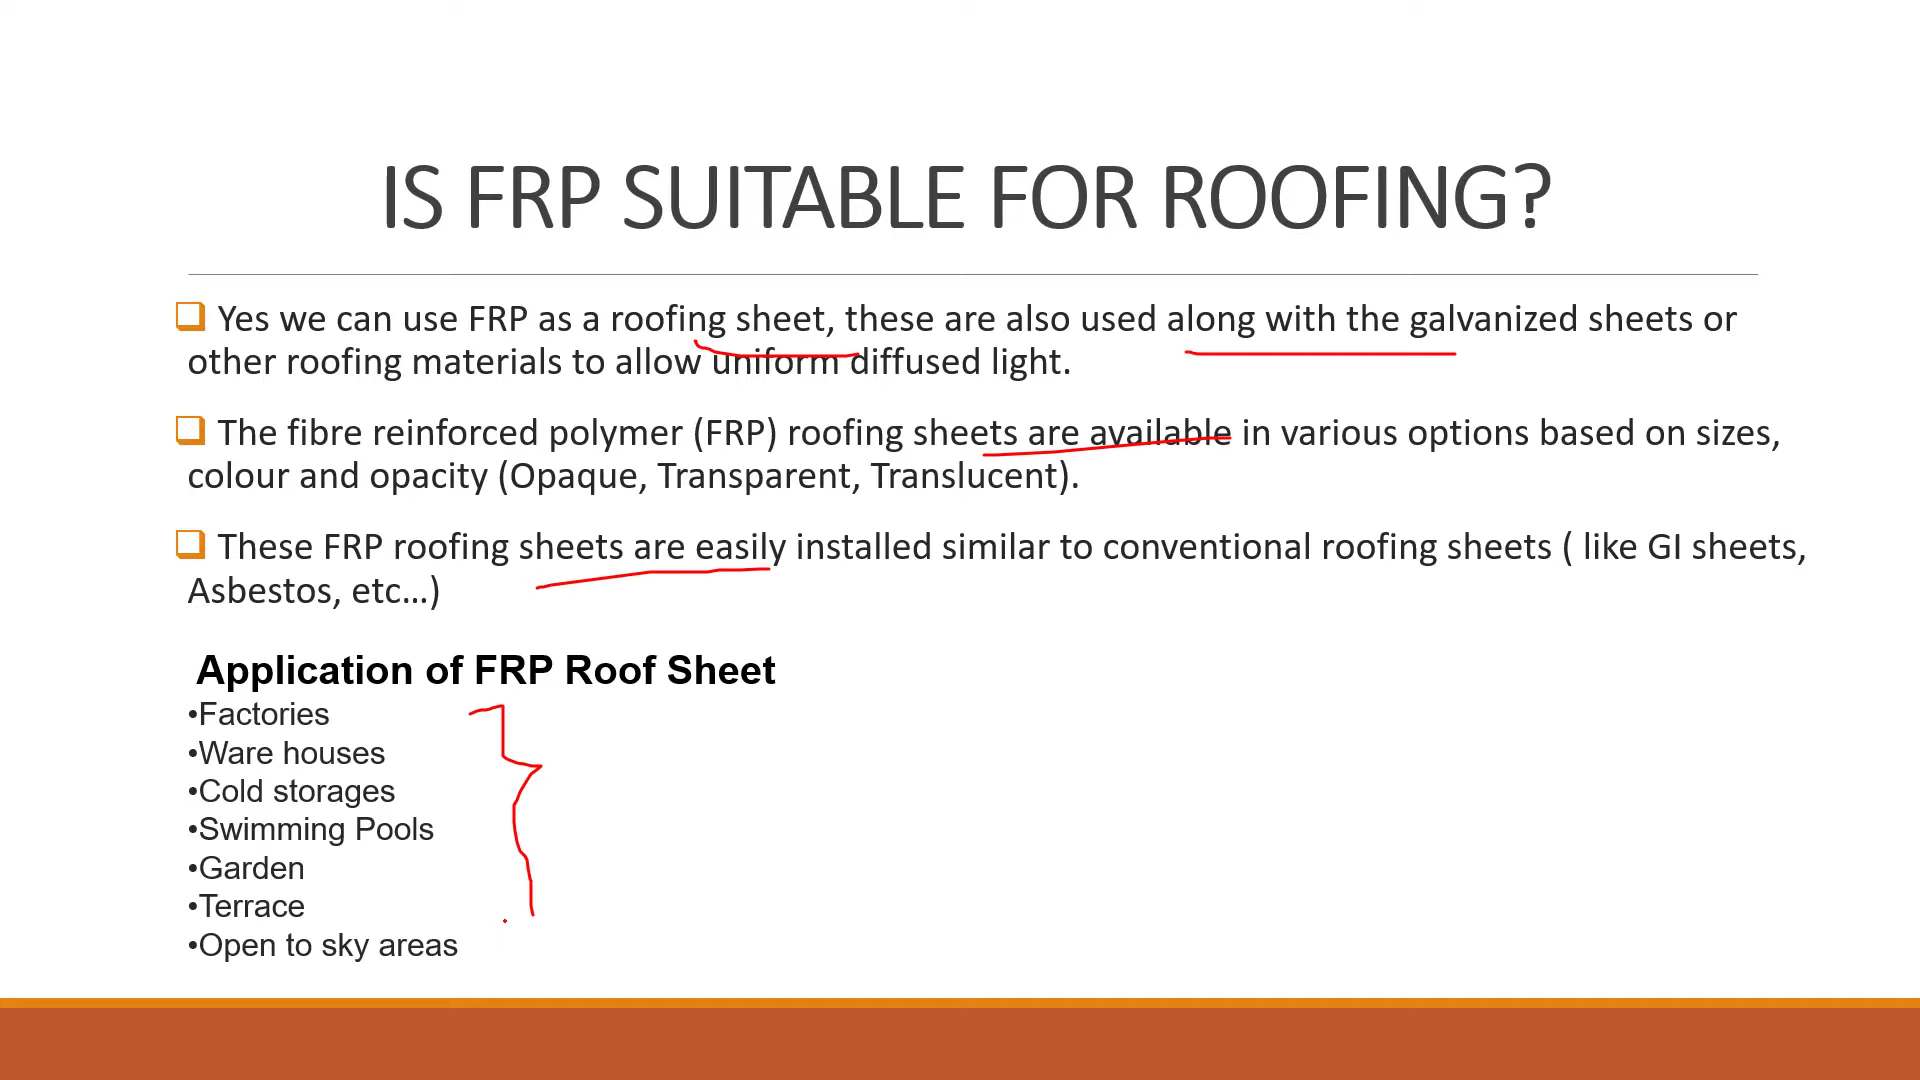 IS FRP SUITABLE FOR ROOFING?
Yes we can use FRP as a roofing sheet, these are also used along with the galvanized sheets or
other roofing materials to allow uniform diffused light.
The fibre reinforced polymer (FRP) roofing sheets are available in various options based on sizes,
colour and opacity (Opaque, Transparent, Translucent).
These FRP roofing sheets are easily installed similar to conventional roofing sheets ( like GI sheets,
Asbestos, etc...)
Application of FRP Roof Sheet
•Factories
•Ware houses
•Cold storages
•Swimming Pools
•Garden
•Terrace
•Open to sky areas